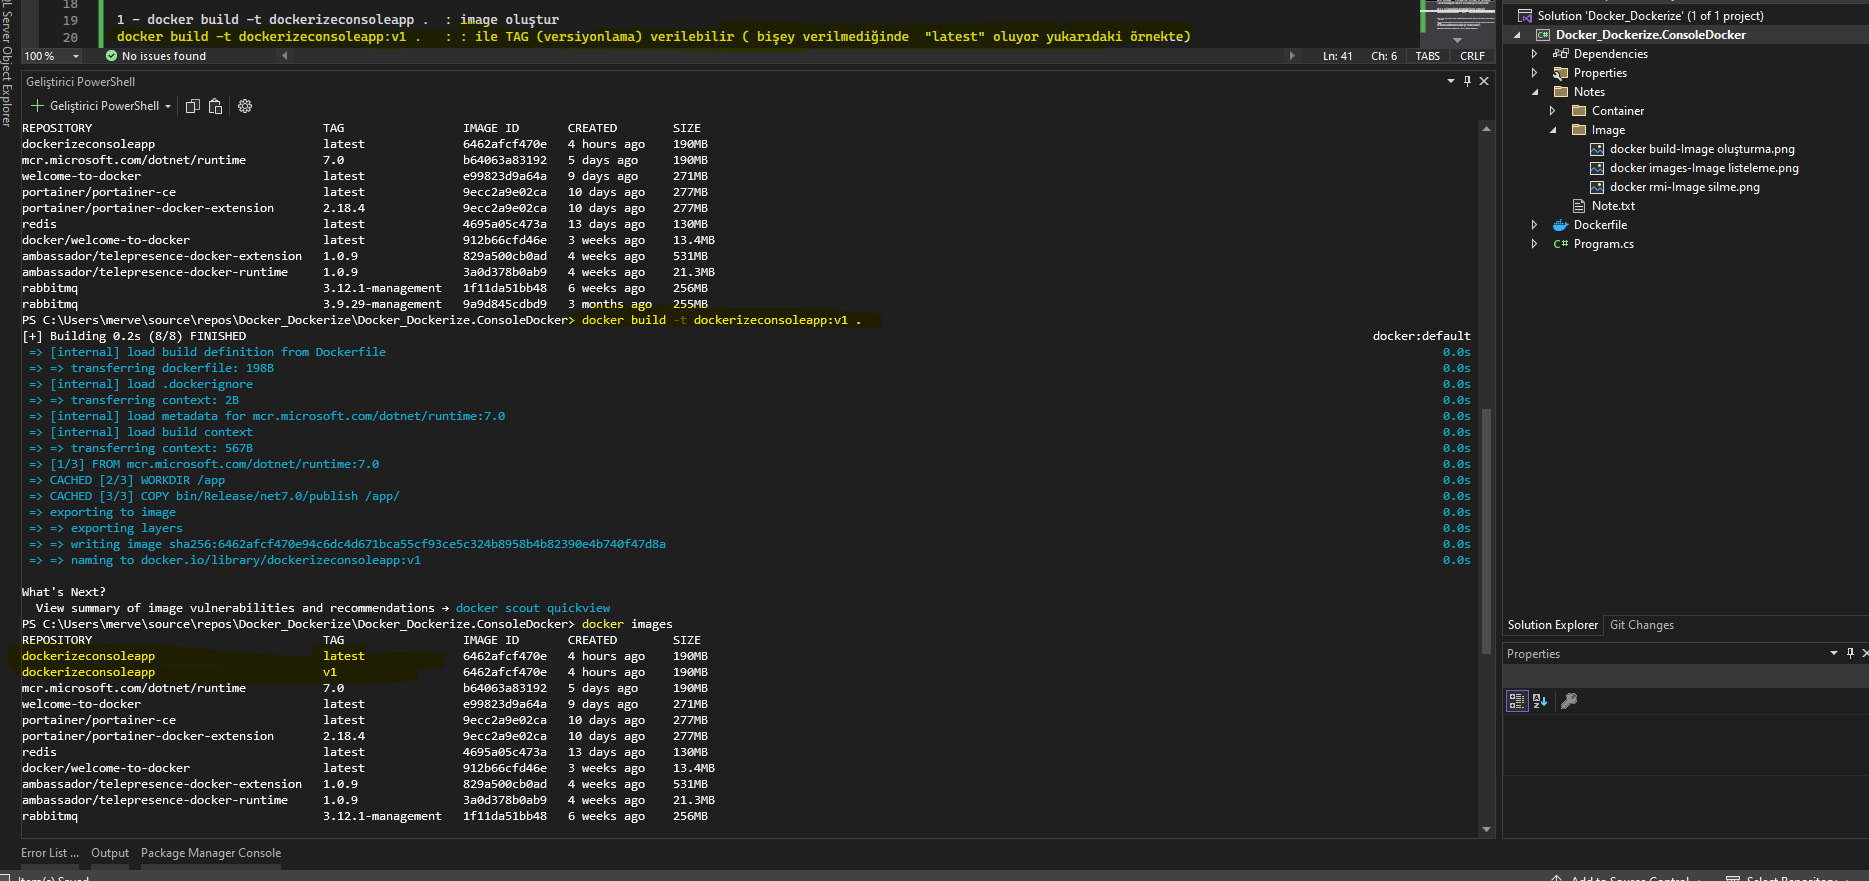 QL Server Object Explorer
18
19 1 - docker build -t dockerizeconsoleapp . : image oluştur
20 docker build -t dockerizeconsoleapp:v1 . : : ile TAG (versiyonlama) verilebilir ( bişey verilmediğinde "latest" oluyor yukarıdaki örnekte)
100 % No issues found Ln: 41 Ch: 6 TABS CRLF
Geliştirici PowerShell
Geliştirici PowerShell
REPOSITORY TAG IMAGE ID CREATED SIZE
dockerizeconsoleapp latest 6462afcf470e 4 hours ago 190MB
mcr.microsoft.com/dotnet/runtime 7.0 b64063a83192 5 days ago 190MB
welcome-to-docker latest e99823d9a64a 9 days ago 271MB
portainer/portainer-ce latest 9ecc2a9e02ca 10 days ago 277MB
portainer/portainer-docker-extension 2.18.4 9ecc2a9e02ca 10 days ago 277MB
redis latest 4695a05c473a 13 days ago 130MB
docker/welcome-to-docker latest 912b66cfd46e 3 weeks ago 13.4MB
ambassador/telepresence-docker-extension 1.0.9 829a500cb0ad 4 weeks ago 531MB
ambassador/telepresence-docker-runtime 1.0.9 3a0d378b0ab9 4 weeks ago 21.3MB
rabbitmq 3.12.1-management 1f11da51bb48 6 weeks ago 256MB
rabbitmq 3.9.29-management 9a9d845cdbd9 3 months ago 255MB
PS C:\Users\merve\source\repos\Docker_Dockerize\Docker_Dockerize.ConsoleDocker> docker build -t dockerizeconsoleapp:v1 .
[+] Building 0.2s (8/8) FINISHED docker:default
=> [internal] load build definition from Dockerfile 0.0s
=> => transferring dockerfile: 198B 0.0s
=> [internal] load .dockerignore 0.0s
=> => transferring context: 2B 0.0s
=> [internal] load metadata for mcr.microsoft.com/dotnet/runtime:7.0 0.0s
=> [internal] load build context 0.0s
=> => transferring context: 567B 0.0s
=> [1/3] FROM mcr.microsoft.com/dotnet/runtime:7.0 0.0s
=> CACHED [2/3] WORKDIR /app 0.0s
=> CACHED [3/3] COPY bin/Release/net7.0/publish /app/ 0.0s
=> exporting to image 0.0s
=> => exporting layers 0.0s
=> => writing image sha256:6462afcf470e94c6dc4d671bca55cf93ce5c324b8958b4b82390e4b740f47d8a 0.0s
=> => naming to docker.io/library/dockerizeconsoleapp:v1 0.0s
What's Next?
View summary of image vulnerabilities and recommendations → docker scout quickview
PS C:\Users\merve\source\repos\Docker_Dockerize\Docker_Dockerize.ConsoleDocker> docker images
REPOSITORY TAG IMAGE ID CREATED SIZE
dockerizeconsoleapp latest 6462afcf470e 4 hours ago 190MB
dockerizeconsoleapp v1 6462afcf470e 4 hours ago 190MB
mcr.microsoft.com/dotnet/runtime 7.0 b64063a83192 5 days ago 190MB
welcome-to-docker latest e99823d9a64a 9 days ago 271MB
portainer/portainer-ce latest 9ecc2a9e02ca 10 days ago 277MB
portainer/portainer-docker-extension 2.18.4 9ecc2a9e02ca 10 days ago 277MB
redis latest 4695a05c473a 13 days ago 130MB
docker/welcome-to-docker latest 912b66cfd46e 3 weeks ago 13.4MB
ambassador/telepresence-docker-extension 1.0.9 829a500cb0ad 4 weeks ago 531MB
ambassador/telepresence-docker-runtime 1.0.9 3a0d378b0ab9 4 weeks ago 21.3MB
rabbitmq 3.12.1-management 1f11da51bb48 6 weeks ago 256MB
Error List ... Output Package Manager Console
Item(s) Saved
Solution 'Docker_Dockerize' (1 of 1 project)
C# Docker_Dockerize.ConsoleDocker
Dependencies
Properties
Notes
Container
Image
docker build-Image oluşturma.png
docker images-Image listeleme.png
docker rmi-Image silme.png
Note.txt
Dockerfile
C# Program.cs
Solution Explorer Git Changes
Properties
Add to Source Control Select Repository